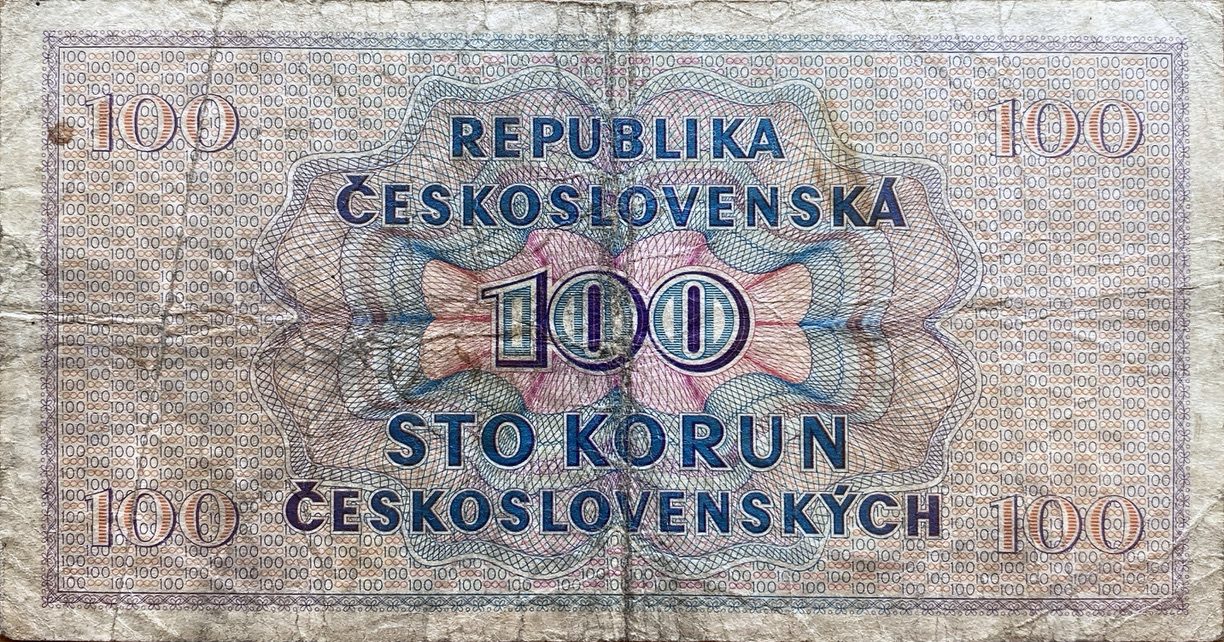 100 100
REPUBLIKA
ČESKOSLOVENSKÁ
100
STO KORUN
ČESKOSLOVENSKÝCH
100 100